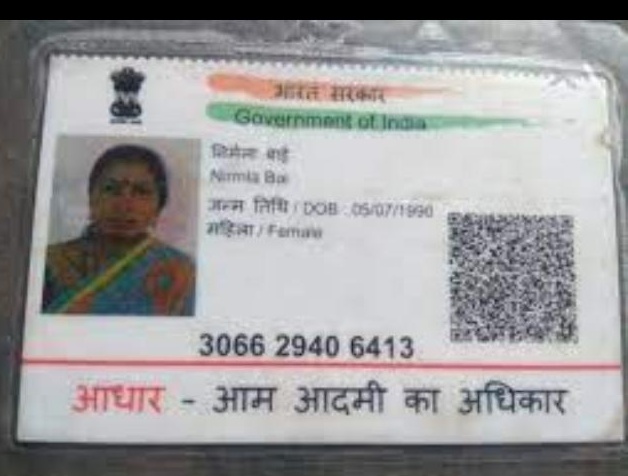 भारत सरकार
Government of India
Nirmla Bai
जन्म तिथि / DOB : 05/07/1990
महिला / Female
3066 2940 6413
आधार - आम आदमी का अधिकार